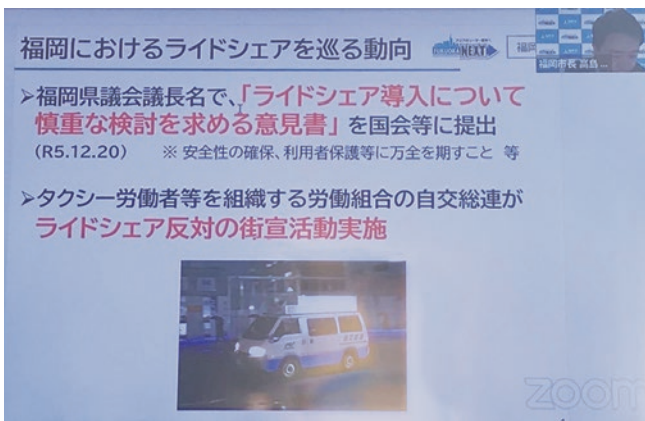 福岡におけるライドシェアを巡る動向
FUKUOKA NEXT
福岡
福岡市長 高島 ...
➢福岡県議会議長名で、「ライドシェア導入について
慎重な検討を求める意見書」を国会等に提出
(R5.12.20) ※ 安全性の確保、利用者保護等に万全を期すこと 等
➢タクシー労働者等を組織する労働組合の自交総連が
ライドシェア反対の街宣活動実施
zoom